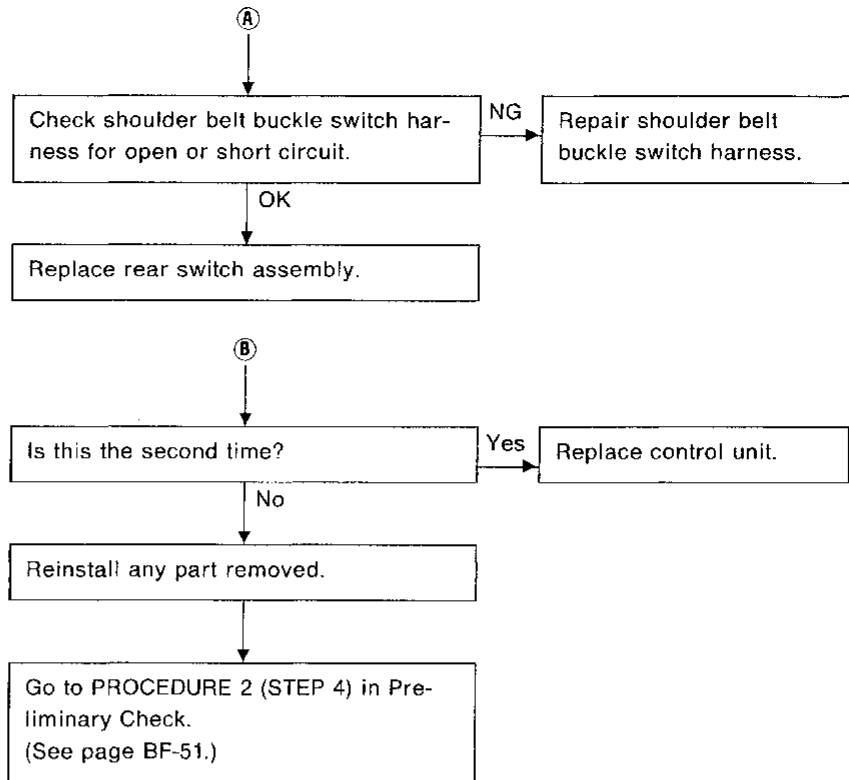 A
Check shoulder belt buckle switch har-
ness for open or short circuit.
NG
Repair shoulder belt
buckle switch harness.
OK
Replace rear switch assembly.
B
Is this the second time?
Yes
Replace control unit.
No
Reinstall any part removed.
Go to PROCEDURE 2 (STEP 4) in Pre-
liminary Check.
(See page BF-51.)